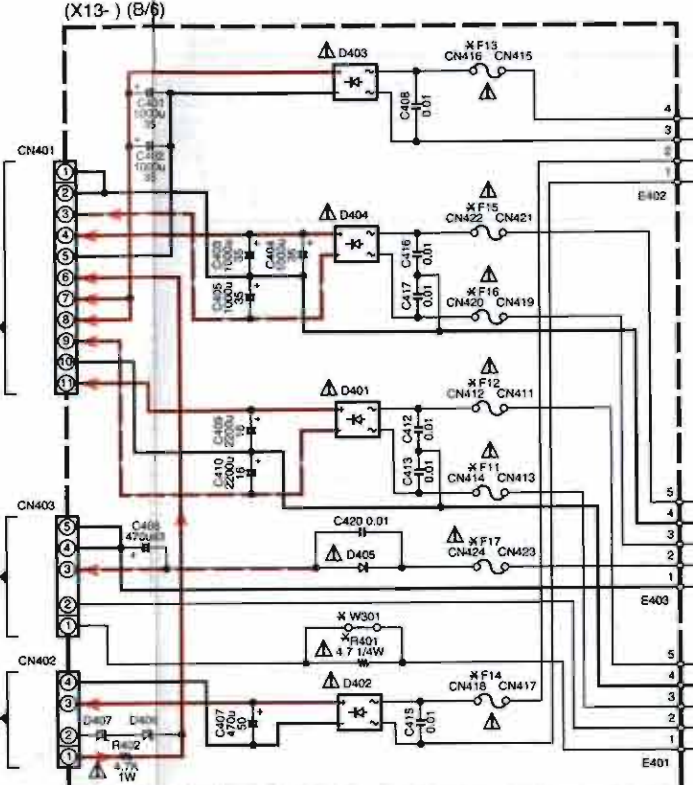 (X13- ) (B/6)
D403
✕F13
CN416 CN415
C401
1000u
35
C408
0.01
4
3
2
1
E402
C402
1000u
35
CN401
1
2
3
4
5
6
7
8
9
10
11
D404
✕F15
CN422 CN421
C403
1000u
35
C404
1000u
35
C405
1000u
35
C416
0.01
C417
0.01
✕F16
CN420 CN419
D401
✕F12
CN412 CN411
C409
2200u
16
C410
2200u
16
C412
0.01
C413
0.01
✕F11
CN414 CN413
CN403
5
4
3
2
1
C406
470u
C420 0.01
D405
✕F17
CN424 CN423
5
4
3
2
1
E403
✕W301
✕R401
4.7 1/4W
CN402
4
3
2
1
D407
D406
R402
4.7K
1W
C407
470u
50
D402
C415
0.01
✕F14
CN418 CN417
5
4
3
2
1
E401